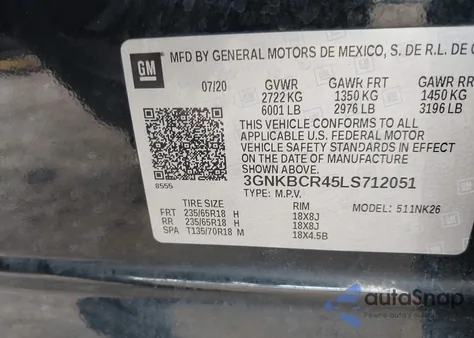 GM
MFD BY GENERAL MOTORS DE MEXICO, S. DE R.L. DE C
07/20 GVWR GAWR FRT GAWR RR
2722 KG 1350 KG 1450 KG
6001 LB 2976 LB 3196 LB
THIS VEHICLE CONFORMS TO ALL
APPLICABLE U.S. FEDERAL MOTOR
VEHICLE SAFETY STANDARDS IN EFFECT
ON THE DATE OF MANUFACTURE
SHOWN ABOVE.
3GNKBCR45LS712051
8555 TYPE: M.P.V. MODEL: 511NK26
TIRE SIZE RIM
FRT 235/65R18 H 18X8J
RR 235/65R18 H 18X8J
SPA T135/70R18 M 18X4.5B
autoSnap